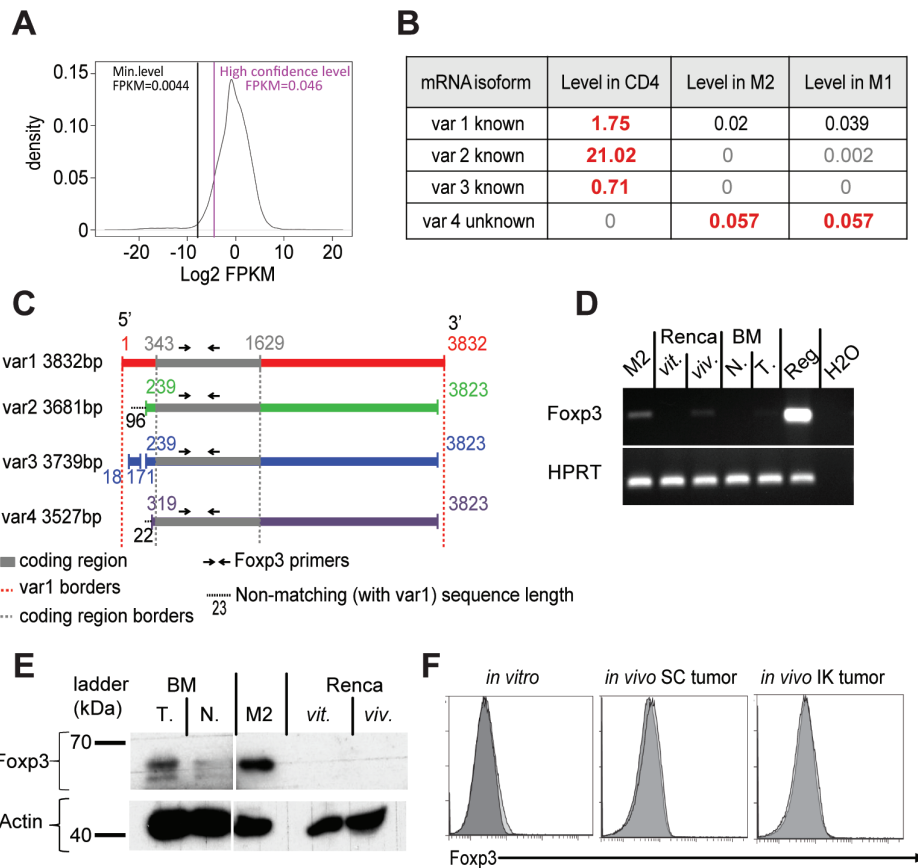 A
Min.level
FPKM=0.0044
High confidence level
FPKM=0.046
density
0.15
0.10
0.05
0
-20 -10 0 10 20
Log2 FPKM
B
mRNA isoform Level in CD4 Level in M2 Level in M1
var 1 known 1.75 0.02 0.039
var 2 known 21.02 0 0.002
var 3 known 0.71 0 0
var 4 unknown 0 0.057 0.057
C
5’ 3’
1 343 1629 3832
var1 3832bp
239 3823
var2 3681bp
96
239 3823
var3 3739bp
18 171
319 3823
var4 3527bp
22
coding region
Foxp3 primers
var1 borders
23 Non-matching (with var1) sequence length
coding region borders
D
Renca BM
M2 vit. viv. N. T. Reg H2O
Foxp3
HPRT
E
ladder
(kDa)
BM Renca
T. N. M2 vit. viv.
70
Foxp3
Actin
40
F
in vitro in vivo SC tumor in vivo IK tumor
Foxp3